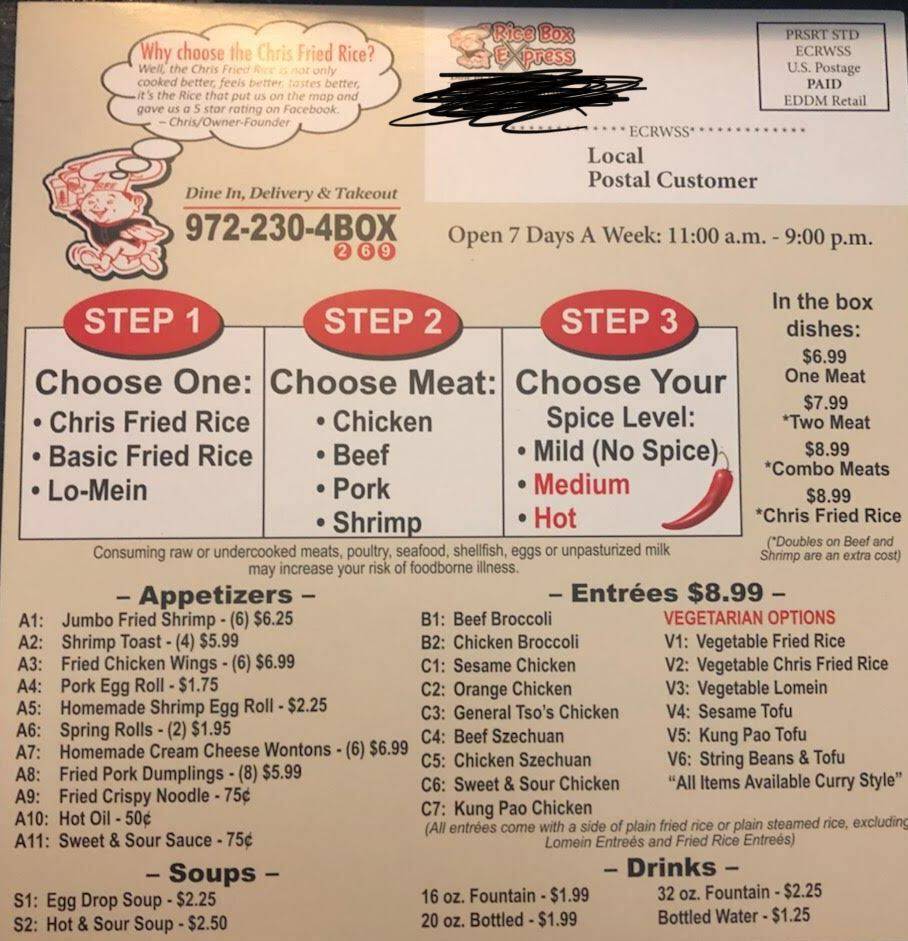 Why choose the Chris Fried Rice?
Well, the Chris Fried Rice is not only
cooked better, feels better, tastes better,
it's the Rice that put us on the map and
gave us a 5 star rating on Facebook.
– Chris/Owner-Founder
Rice Box
Express
PRSRT STD
ECRWSS
U.S. Postage
PAID
EDDM Retail
***** ECRWSS*************
Local
Postal Customer
Dine In, Delivery & Takeout
972-230-4BOX
269
Open 7 Days A Week: 11:00 a.m. - 9:00 p.m.
STEP 1
Choose One:
• Chris Fried Rice
• Basic Fried Rice
• Lo-Mein
STEP 2
Choose Meat:
• Chicken
• Beef
• Pork
• Shrimp
STEP 3
Choose Your
Spice Level:
• Mild (No Spice)
• Medium
• Hot
In the box
dishes:
$6.99
One Meat
$7.99
*Two Meat
$8.99
*Combo Meats
$8.99
*Chris Fried Rice
(*Doubles on Beef and
Shrimp are an extra cost)
Consuming raw or undercooked meats, poultry, seafood, shellfish, eggs or unpasturized milk
may increase your risk of foodborne illness.
– Appetizers –
A1: Jumbo Fried Shrimp - (6) $6.25
A2: Shrimp Toast - (4) $5.99
A3: Fried Chicken Wings - (6) $6.99
A4: Pork Egg Roll - $1.75
A5: Homemade Shrimp Egg Roll - $2.25
A6: Spring Rolls - (2) $1.95
A7: Homemade Cream Cheese Wontons - (6) $6.99
A8: Fried Pork Dumplings - (8) $5.99
A9: Fried Crispy Noodle - 75¢
A10: Hot Oil - 50¢
A11: Sweet & Sour Sauce - 75¢
– Soups –
S1: Egg Drop Soup - $2.25
S2: Hot & Sour Soup - $2.50
– Entrées $8.99 –
B1: Beef Broccoli
B2: Chicken Broccoli
C1: Sesame Chicken
C2: Orange Chicken
C3: General Tso's Chicken
C4: Beef Szechuan
C5: Chicken Szechuan
C6: Sweet & Sour Chicken
C7: Kung Pao Chicken
VEGETARIAN OPTIONS
V1: Vegetable Fried Rice
V2: Vegetable Chris Fried Rice
V3: Vegetable Lomein
V4: Sesame Tofu
V5: Kung Pao Tofu
V6: String Beans & Tofu
"All Items Available Curry Style"
(All entrées come with a side of plain fried rice or plain steamed rice, excluding
Lomein Entreés and Fried Rice Entreés)
– Drinks –
16 oz. Fountain - $1.99
20 oz. Bottled - $1.99
32 oz. Fountain - $2.25
Bottled Water - $1.25